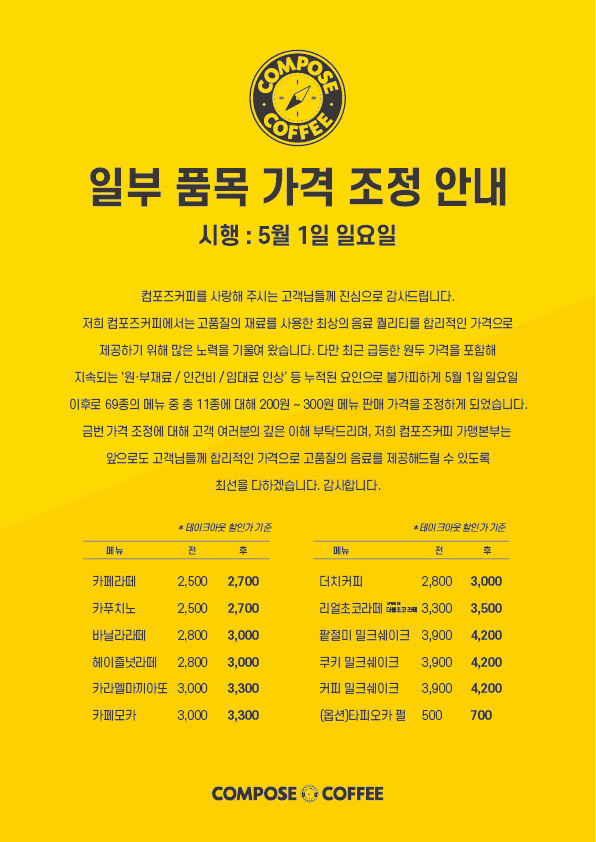 COMPOSE
COFFEE
일부 품목 가격 조정 안내
시행 : 5월 1일 일요일
컴포즈커피를 사랑해 주시는 고객님들께 진심으로 감사드립니다.
저희 컴포즈커피에서는 고품질의 재료를 사용한 최상의 음료 퀄리티를 합리적인 가격으로
제공하기 위해 많은 노력을 기울여 왔습니다. 다만 최근 급등한 원두 가격을 포함해
지속되는 '원·부재료 / 인건비 / 임대료 인상' 등 누적된 요인으로 불가피하게 5월 1일 일요일
이후로 69종의 메뉴 중 총 11종에 대해 200원 ~ 300원 메뉴 판매 가격을 조정하게 되었습니다.
금번 가격 조정에 대해 고객 여러분의 깊은 이해 부탁드리며, 저희 컴포즈커피 가맹본부는
앞으로도 고객님들께 합리적인 가격으로 고품질의 음료를 제공해드릴 수 있도록
최선을 다하겠습니다. 감사합니다.
* 테이크아웃 할인가 기준
메뉴 전 후
카페라떼 2,500 2,700
카푸치노 2,500 2,700
바닐라라떼 2,800 3,000
헤이즐넛라떼 2,800 3,000
카라멜마끼아또 3,000 3,300
카페모카 3,000 3,300
* 테이크아웃 할인가 기준
메뉴 전 후
더치커피 2,800 3,000
리얼초코라떼 더블초코라떼 3,300 3,500
팥절미 밀크쉐이크 3,900 4,200
쿠키 밀크쉐이크 3,900 4,200
커피 밀크쉐이크 3,900 4,200
(옵션)타피오카 펄 500 700
COMPOSE COFFEE